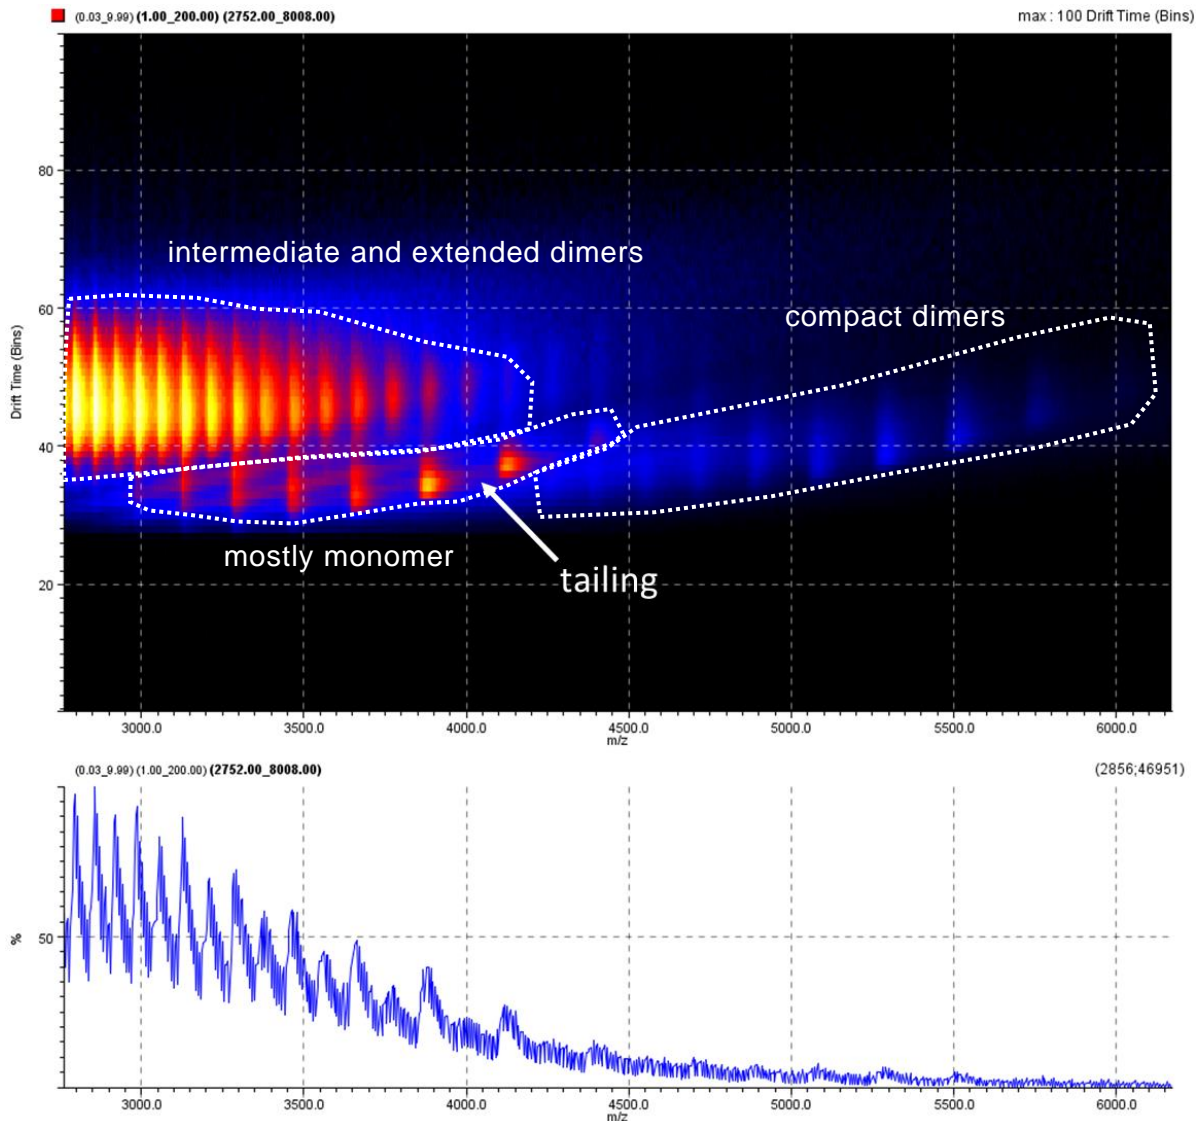 (0.03_9.99) (1.00_200.00) (2752.00_8008.00)
max : 100 Drift Time (Bins)
80
intermediate and extended dimers
60
compact dimers
Drift Time (Bins)
40
mostly monomer
tailing
20
3000.0 3500.0 4000.0 4500.0 5000.0 5500.0 6000.0
m/z
(0.03_9.99) (1.00_200.00) (2752.00_8008.00)
(2856;46951)
%
50
3000.0 3500.0 4000.0 4500.0 5000.0 5500.0 6000.0
m/z